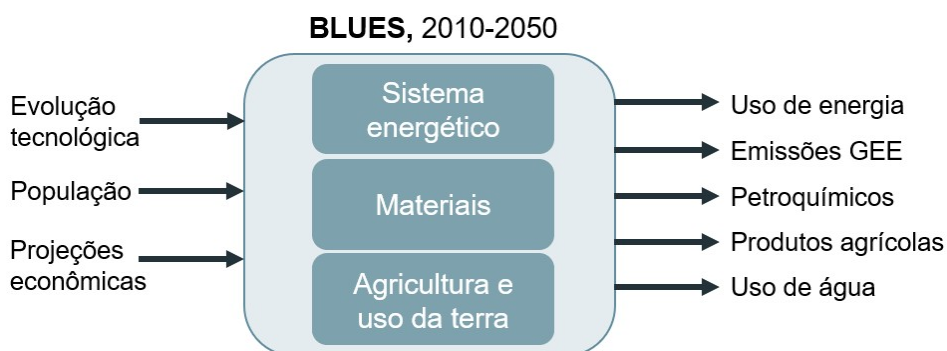 BLUES, 2010-2050
Evolução
tecnológica
População
Projeções
econômicas
Sistema
energético
Materiais
Agricultura e
uso da terra
Uso de energia
Emissões GEE
Petroquímicos
Produtos agrícolas
Uso de água